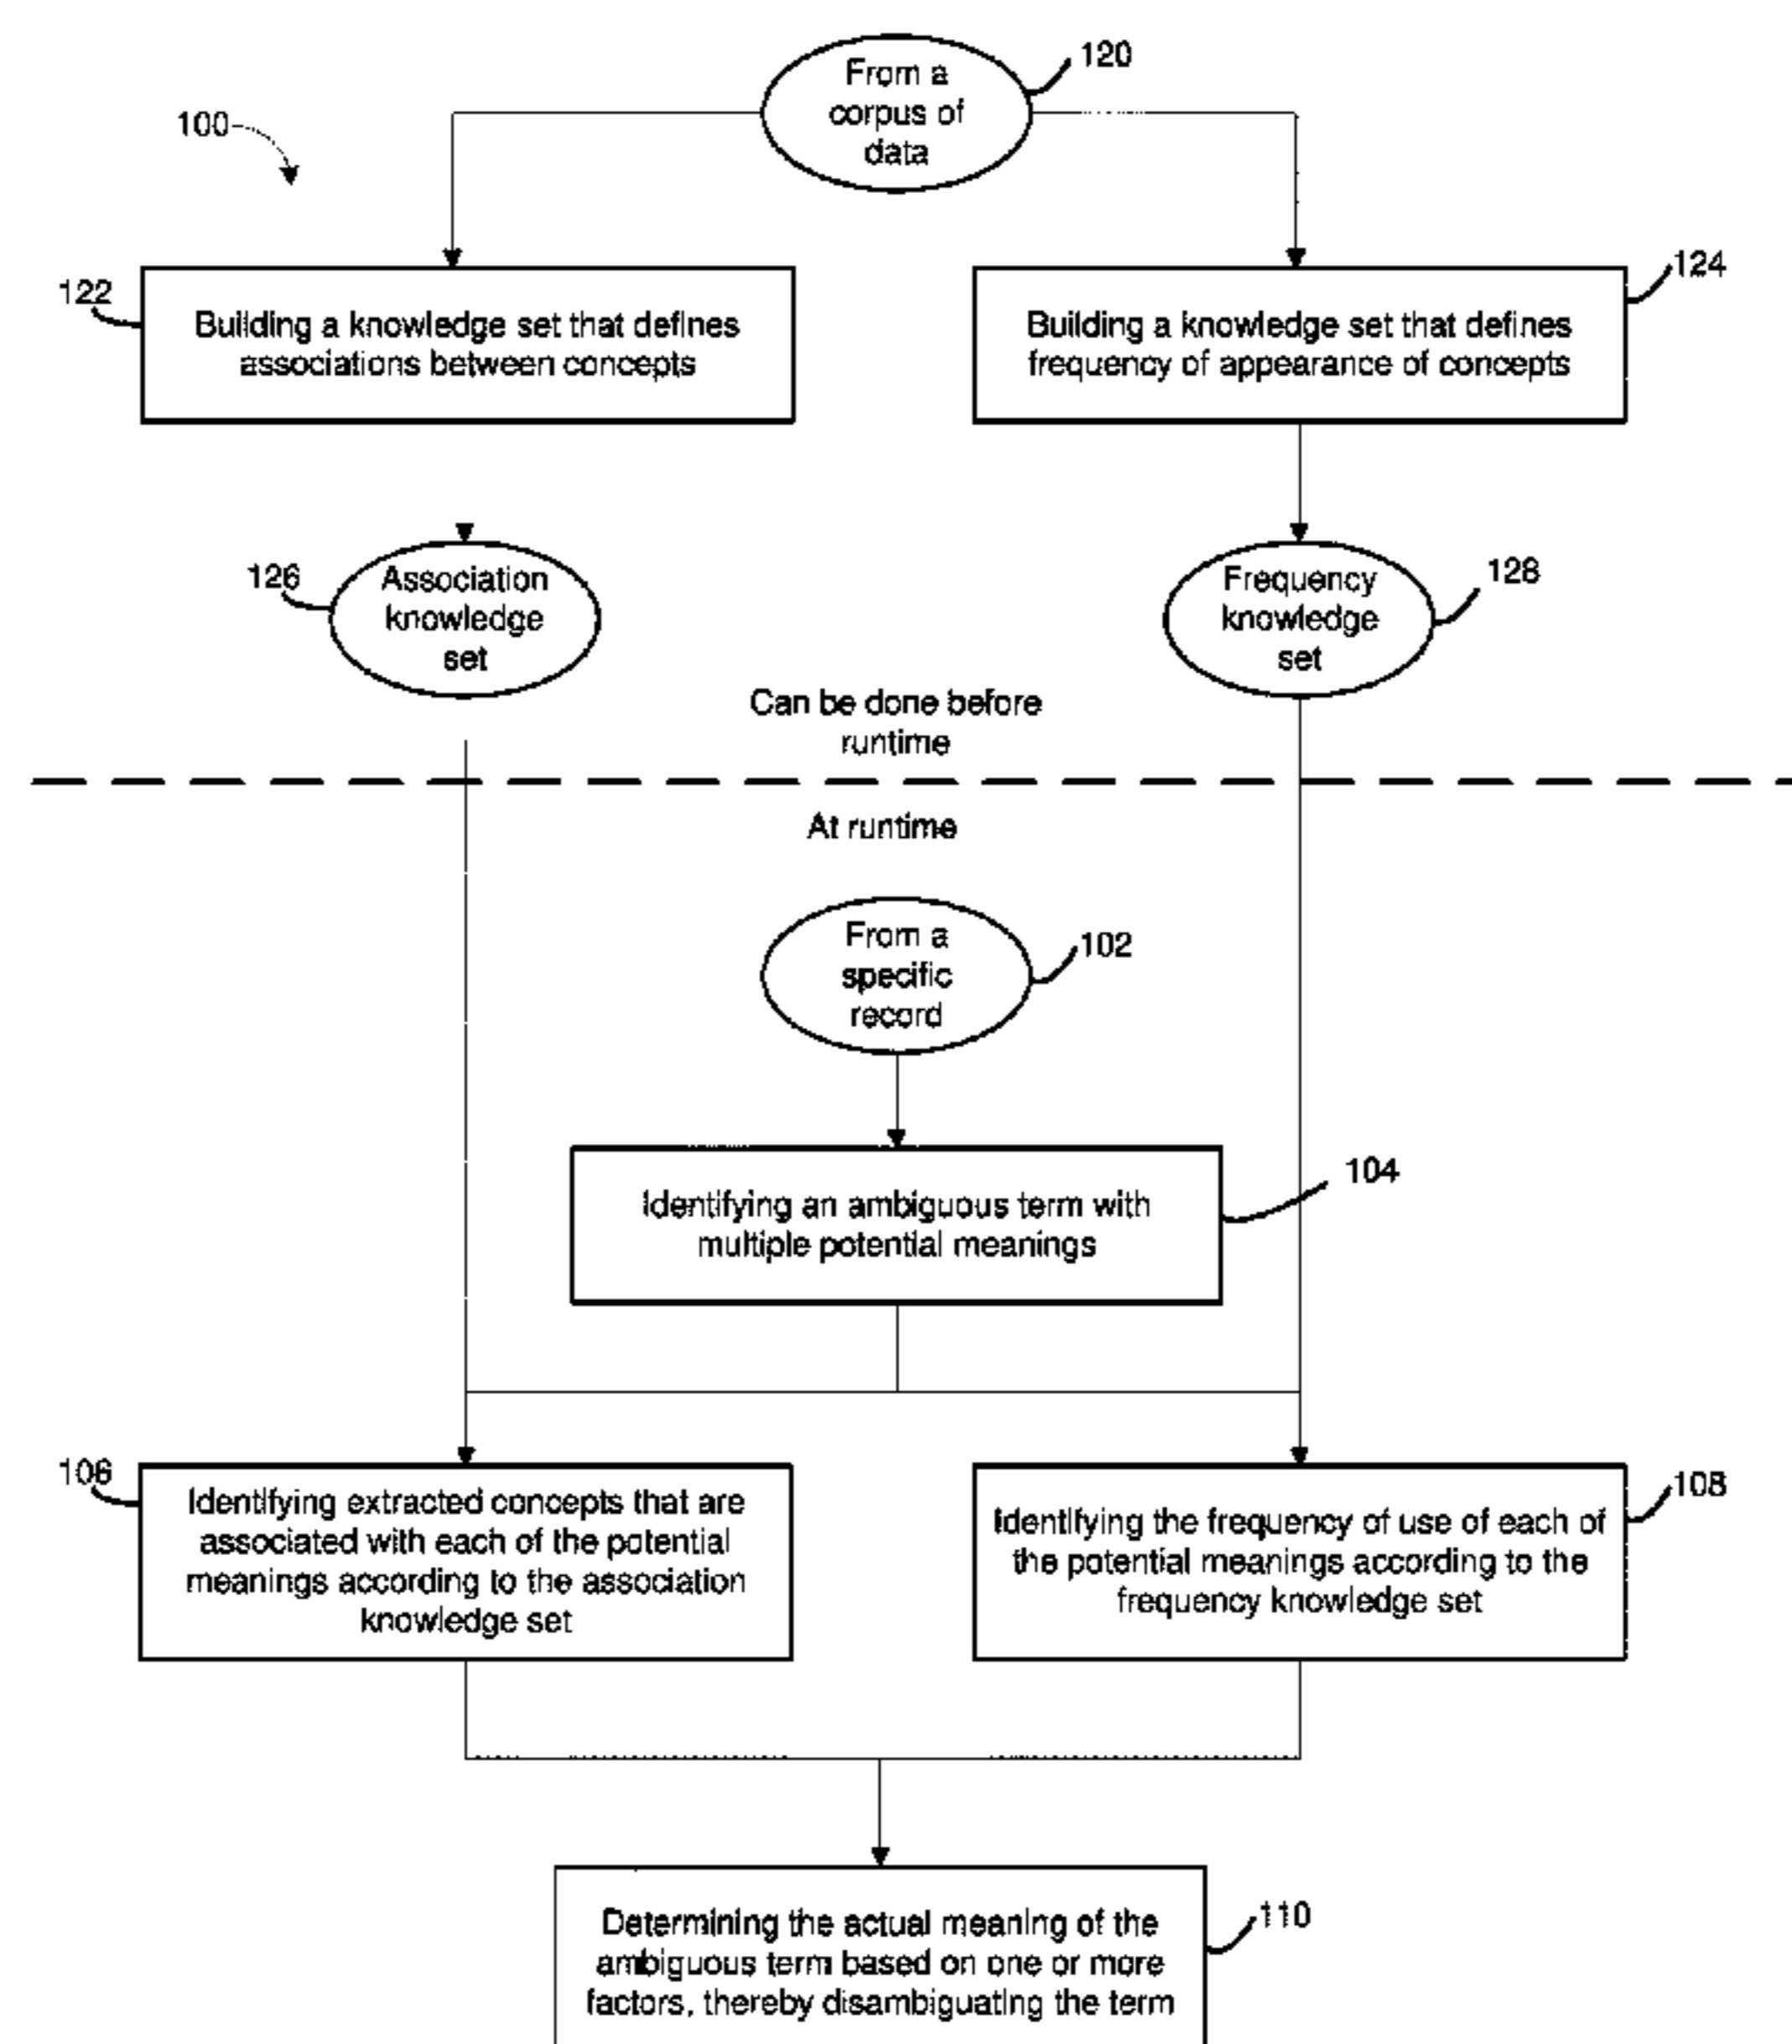 From a
corpus of
data
120
100
122
Building a knowledge set that defines
associations between concepts
124
Building a knowledge set that defines
frequency of appearance of concepts
126
Association
knowledge
set
128
Frequency
knowledge
set
Can be done before
runtime
At runtime
From a
specific
record
102
Identifying an ambiguous term with
multiple potential meanings
104
106
Identifying extracted concepts that are
associated with each of the potential
meanings according to the association
knowledge set
108
Identifying the frequency of use of each of
the potential meanings according to the
frequency knowledge set
Determining the actual meaning of the
ambiguous term based on one or more
factors, thereby disambiguating the term
110